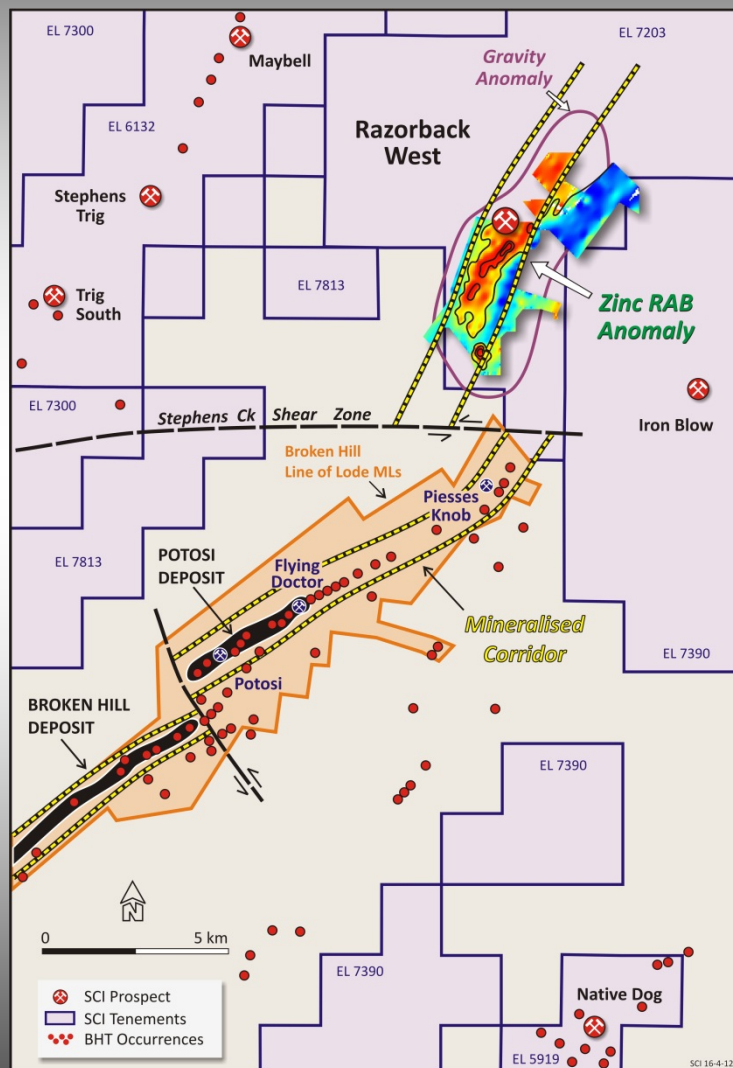 EL 7300
Maybell
EL 6132
EL 7203
Gravity
Anomaly
Razorback
West
Stephens
Trig
Trig
South
EL 7813
Zinc RAB
Anomaly
EL 7300
Stephens Ck Shear Zone
Iron Blow
Broken Hill
Line of Lode MLs
Piesses
Knob
EL 7813
POTOSI
DEPOSIT
Flying
Doctor
Mineralised
Corridor
EL 7390
Potosi
BROKEN HILL
DEPOSIT
EL 7390
N
0 5 km
EL 7390
Native Dog
EL 5919
SCI Prospect
SCI Tenements
BHT Occurrences
SCI 16-4-12